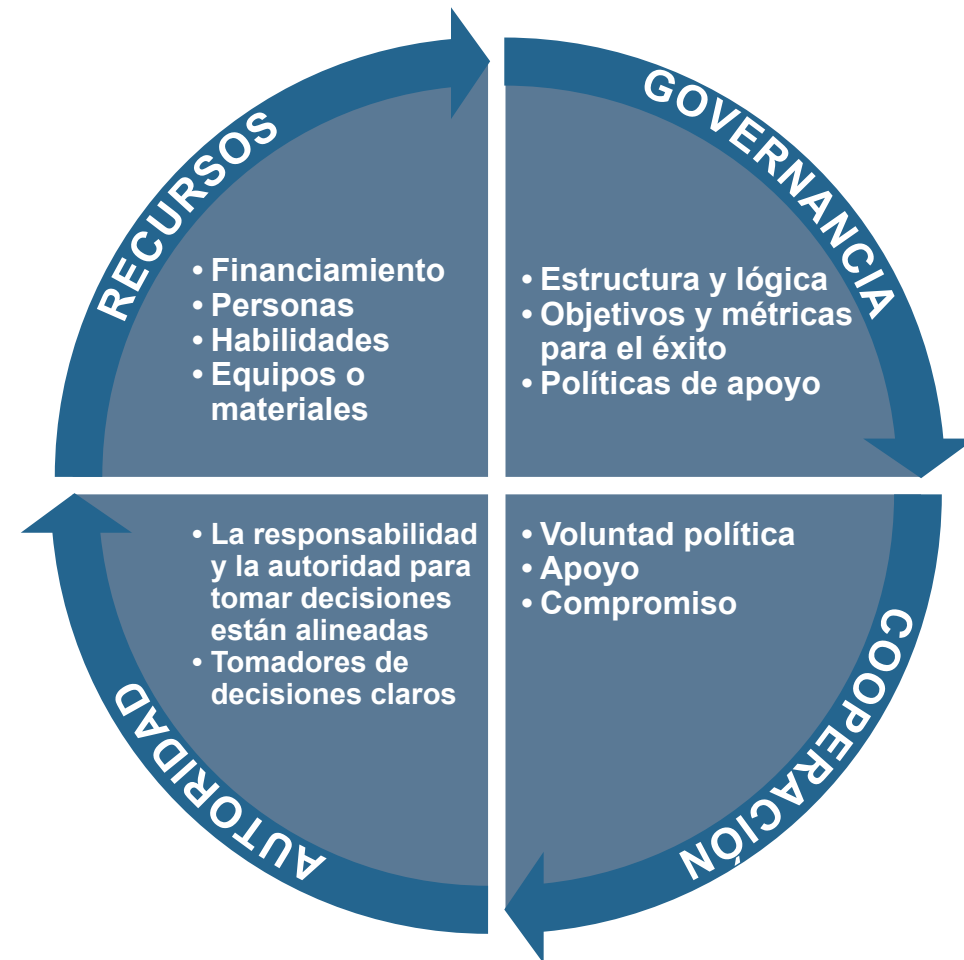 RECURSOS
• Financiamiento
• Personas
• Habilidades
• Equipos o
materiales
GOVERNANCIA
• Estructura y lógica
• Objetivos y métricas
para el éxito
• Políticas de apoyo
COOPERACIÓN
• Voluntad política
• Apoyo
• Compromiso
AUTORIDAD
• La responsabilidad
y la autoridad para
tomar decisiones
están alineadas
• Tomadores de
decisiones claros